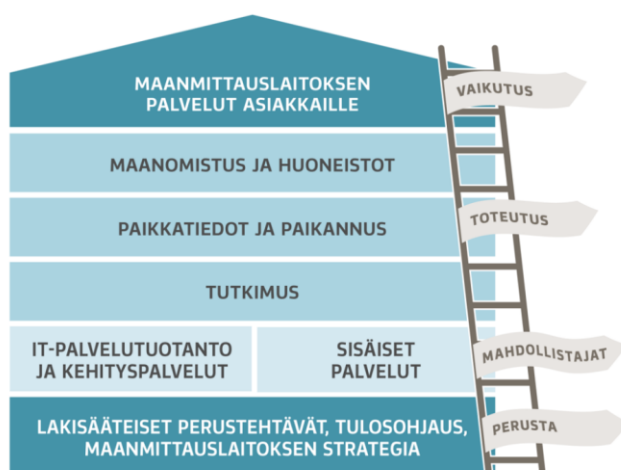 MAANMITTAUSLAITOKSEN
PALVELUT ASIAKKAILLE
VAIKUTUS
MAANOMISTUS JA HUONEISTOT
PAIKKATIEDOT JA PAIKANNUS
TOTEUTUS
TUTKIMUS
IT-PALVELUTUOTANTO
JA KEHITYSPALVELUT
SISÄISET
PALVELUT
MAHDOLLISTAJAT
LAKISÄÄTEISET PERUSTEHTÄVÄT, TULOSOHJAUS,
MAANMITTAUSLAITOKSEN STRATEGIA
PERUSTA